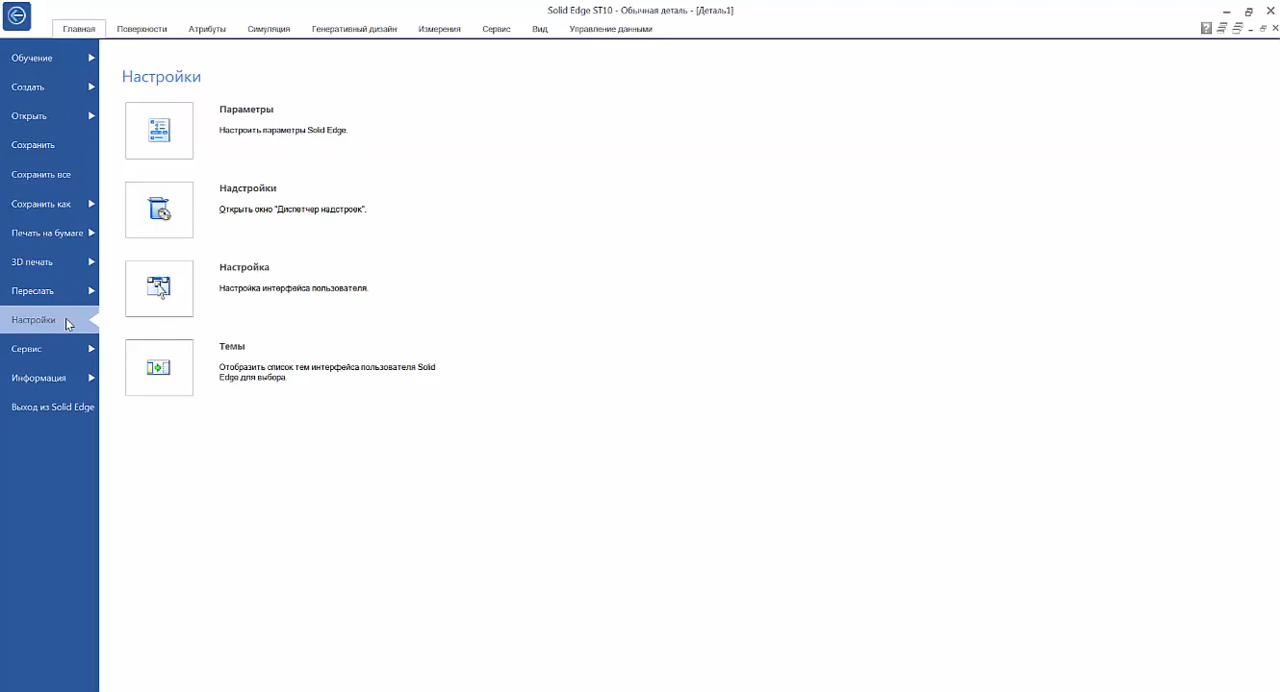 Solid Edge ST10 - Обычная деталь - [Деталь1]
Главная Поверхности Атрибуты Симуляция Генеративный дизайн Измерения Сервис Вид Управление данными
Обучение
Создать
Открыть
Сохранить
Сохранить все
Сохранить как
Печать на бумаге
3D печать
Переслать
Настройки
Сервис
Информация
Выход из Solid Edge
Настройки
Параметры
Настроить параметры Solid Edge.
Надстройки
Открыть окно "Диспетчер надстроек".
Настройка
Настройка интерфейса пользователя.
Темы
Отобразить список тем интерфейса пользователя Solid
Edge для выбора.